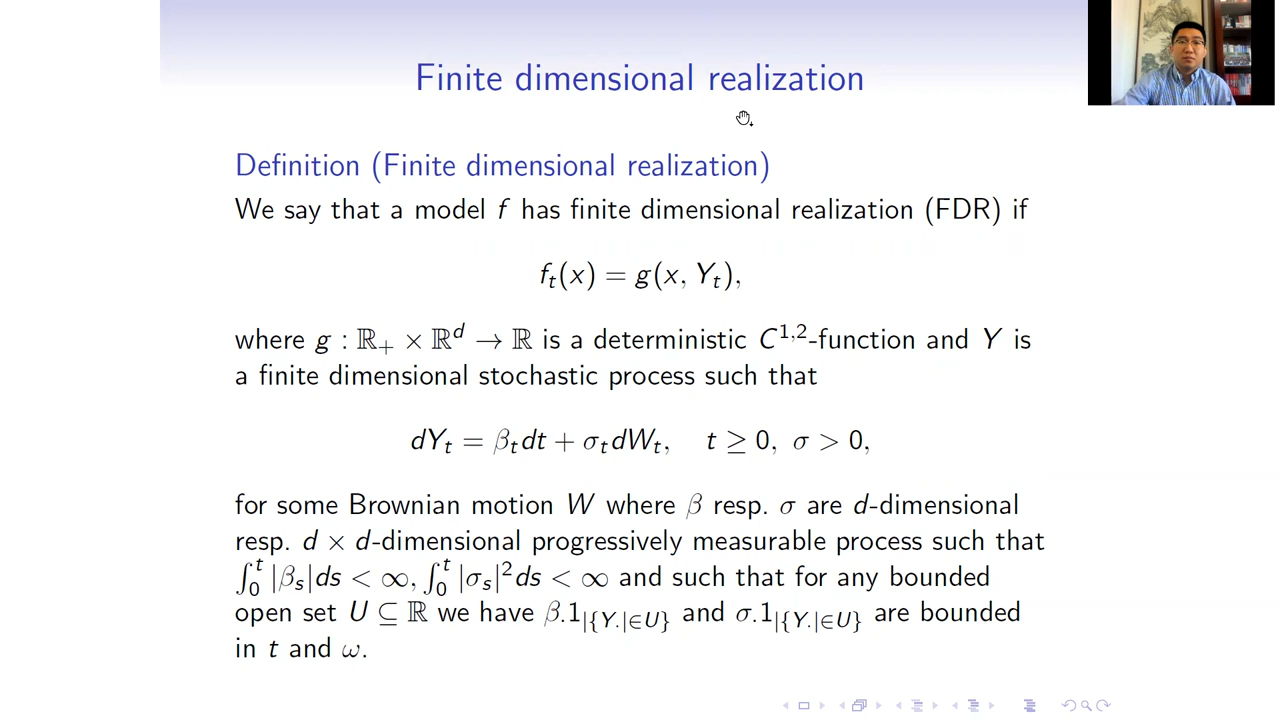 Finite dimensional realization
Definition (Finite dimensional realization)
We say that a model f has finite dimensional realization (FDR) if
f_t(x) = g(x, Y_t),
where g : ℝ₊ × ℝ^d → ℝ is a deterministic C^{1,2}-function and Y is
a finite dimensional stochastic process such that
dY_t = β_t dt + σ_t dW_t, t ≥ 0, σ > 0,
for some Brownian motion W where β resp. σ are d-dimensional
resp. d × d-dimensional progressively measurable process such that
∫_0^t |β_s|ds < ∞, ∫_0^t |σ_s|²ds < ∞ and such that for any bounded
open set U ⊆ ℝ we have β.1_{|{Y.|∈U}} and σ.1_{|{Y.|∈U}} are bounded
in t and ω.